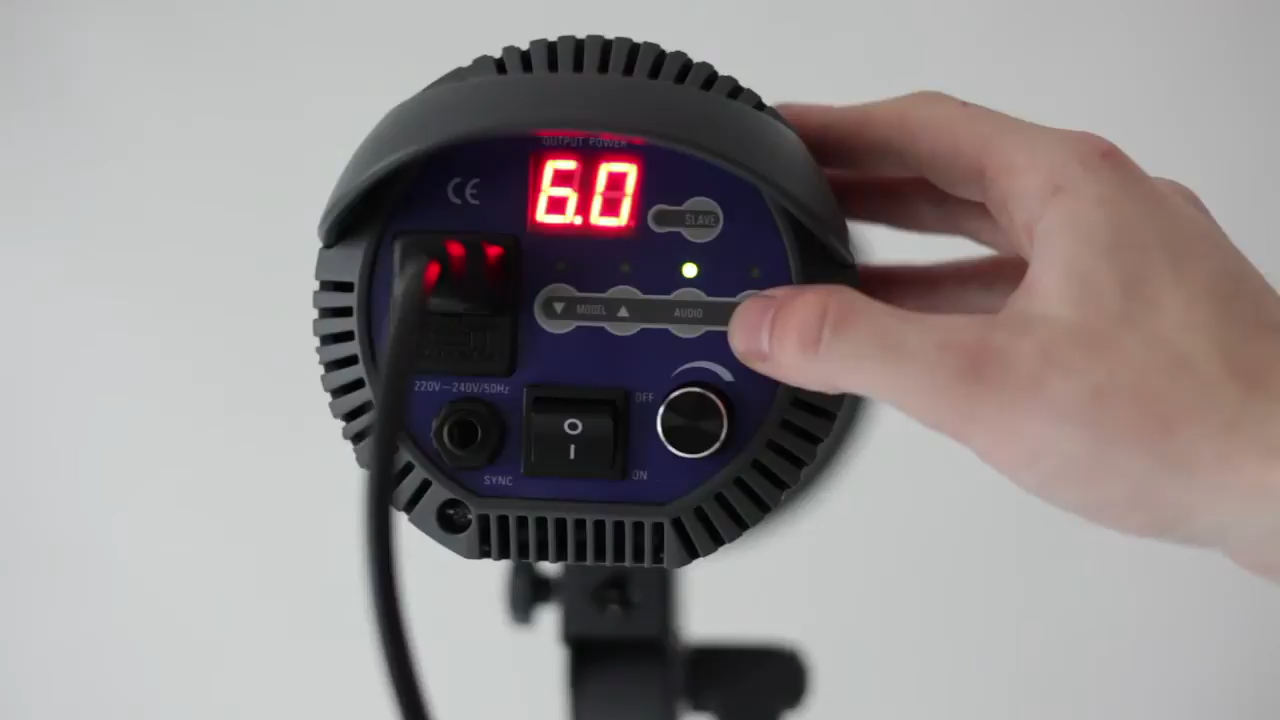 OUTPUT POWER
CE
6.0
SLAVE
▼ MODEL ▲ AUDIO
220V-240V/50Hz
OFF
O
I
ON
SYNC